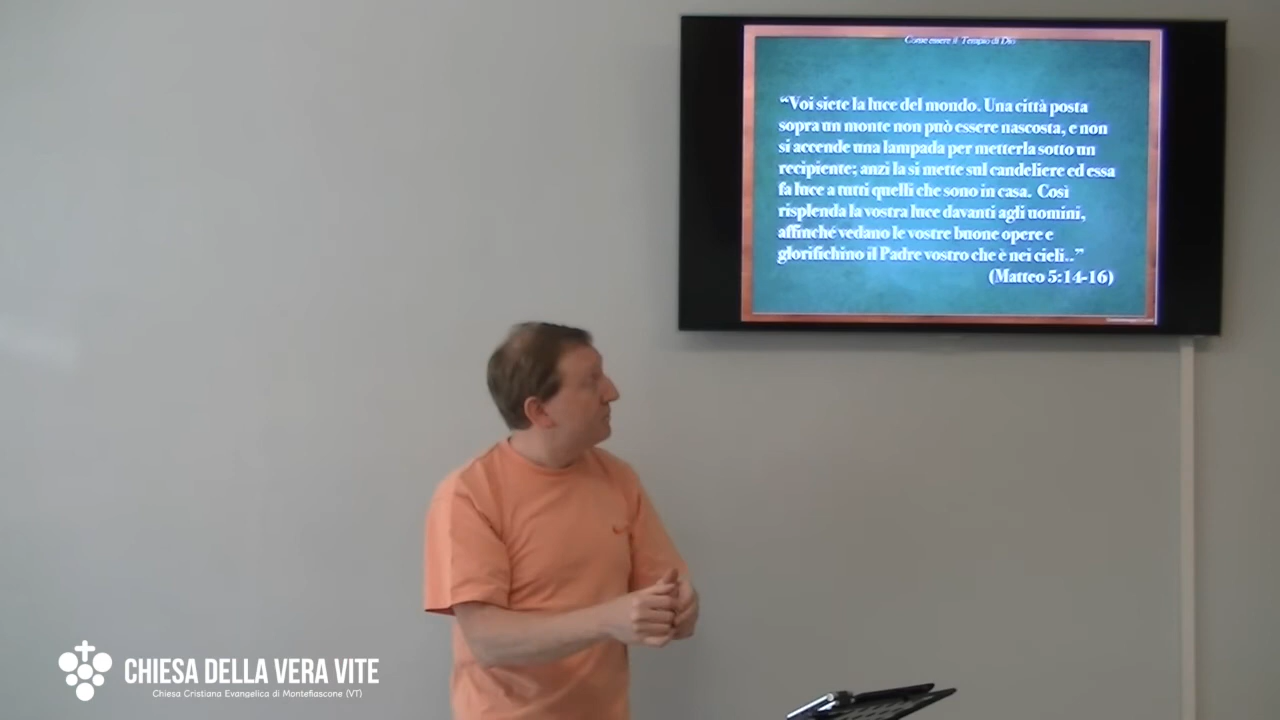 Come essere il Tempio di Dio
“Voi siete la luce del mondo. Una città posta
sopra un monte non può essere nascosta, e non
si accende una lampada per metterla sotto un
recipiente; anzi la si mette sul candeliere ed essa
fa luce a tutti quelli che sono in casa. Così
risplenda la vostra luce davanti agli uomini,
affinché vedano le vostre buone opere e
glorifichino il Padre vostro che è nei cieli..”
(Matteo 5:14-16)
CHIESA DELLA VERA VITE
Chiesa Cristiana Evangelica di Montefiascone (VT)